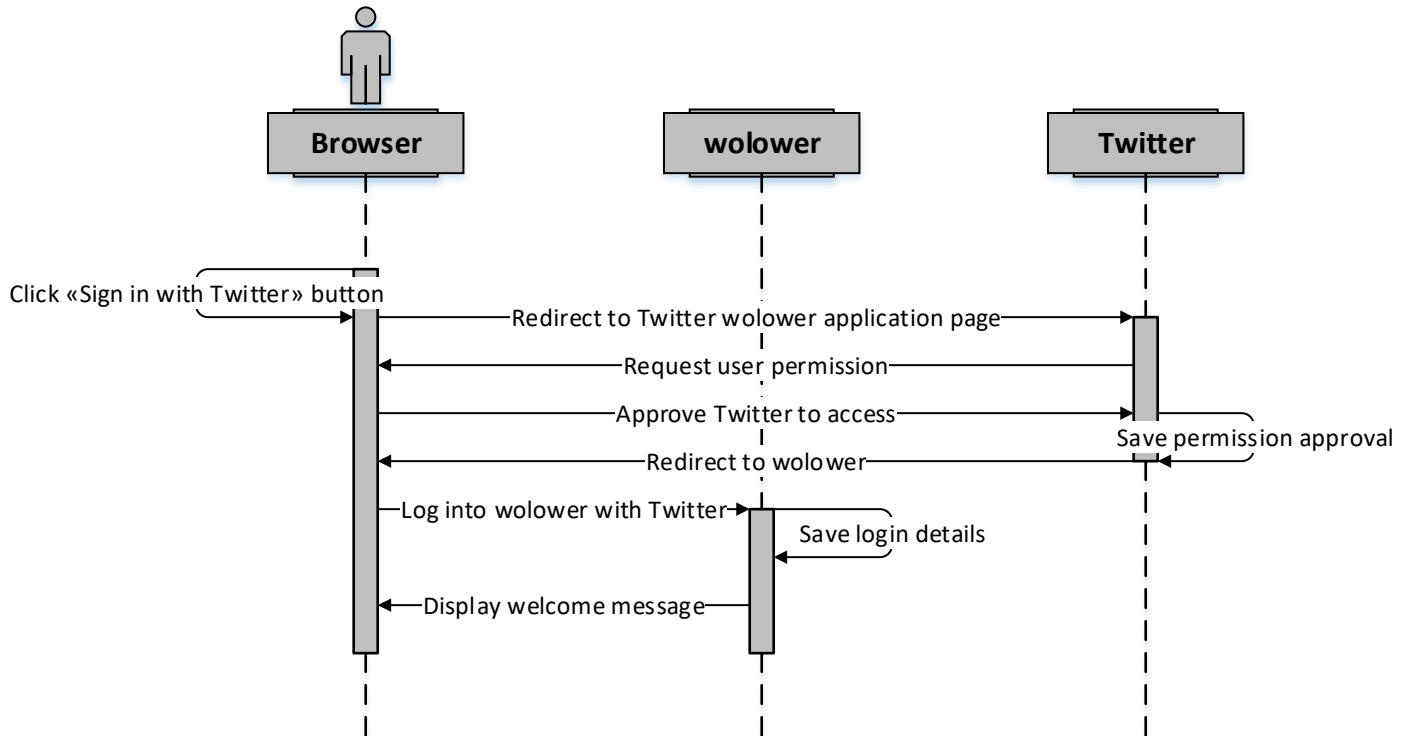 Browser
wolower
Twitter
Click «Sign in with Twitter» button
Redirect to Twitter wolower application page
Request user permission
Approve Twitter to access
Save permission approval
Redirect to wolower
Log into wolower with Twitter
Save login details
Display welcome message